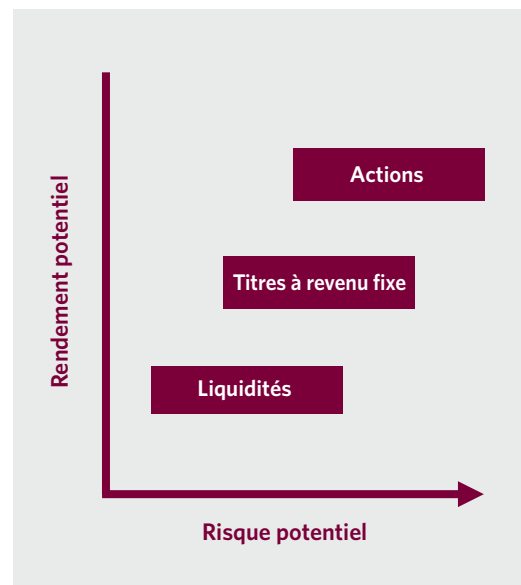 Rendement potentiel
Actions
Titres à revenu fixe
Liquidités
Risque potentiel